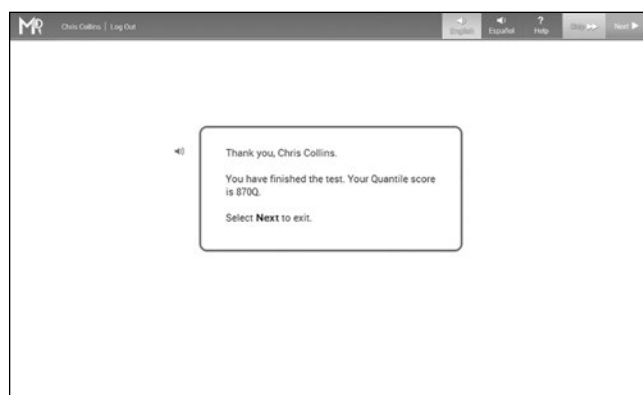 MR Chris Collins | Log Out English Español ? Help Skip Next
Thank you, Chris Collins.
You have finished the test. Your Quantile score
is 870Q.
Select Next to exit.